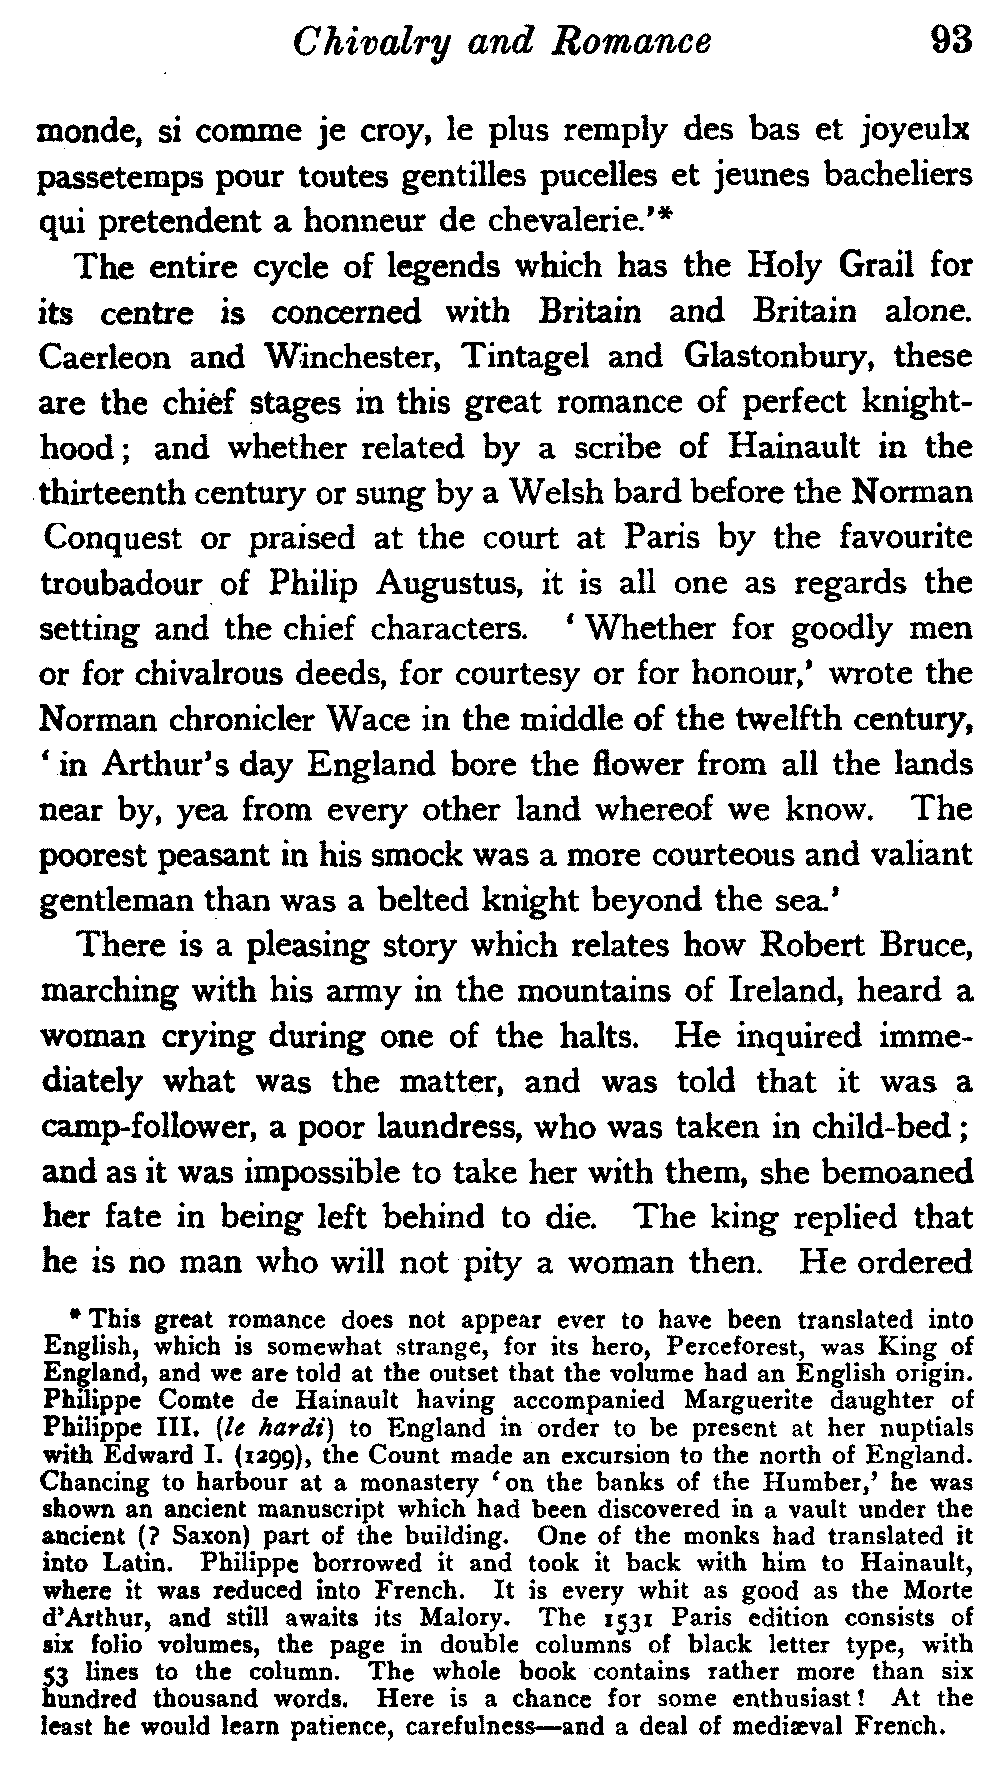 Chivalry and Romance 93
monde, si comme je croy, le plus remply des bas et joyeulx
passetemps pour toutes gentilles pucelles et jeunes bacheliers
qui pretendent a honneur de chevalerie.'*
The entire cycle of legends which has the Holy Grail for
its centre is concerned with Britain and Britain alone.
Caerleon and Winchester, Tintagel and Glastonbury, these
are the chief stages in this great romance of perfect knight-
hood; and whether related by a scribe of Hainault in the
thirteenth century or sung by a Welsh bard before the Norman
Conquest or praised at the court at Paris by the favourite
troubadour of Philip Augustus, it is all one as regards the
setting and the chief characters. 'Whether for goodly men
or for chivalrous deeds, for courtesy or for honour,' wrote the
Norman chronicler Wace in the middle of the twelfth century,
'in Arthur's day England bore the flower from all the lands
near by, yea from every other land whereof we know. The
poorest peasant in his smock was a more courteous and valiant
gentleman than was a belted knight beyond the sea.'
There is a pleasing story which relates how Robert Bruce,
marching with his army in the mountains of Ireland, heard a
woman crying during one of the halts. He inquired imme-
diately what was the matter, and was told that it was a
camp-follower, a poor laundress, who was taken in child-bed;
and as it was impossible to take her with them, she bemoaned
her fate in being left behind to die. The king replied that
he is no man who will not pity a woman then. He ordered
* This great romance does not appear ever to have been translated into
English, which is somewhat strange, for its hero, Perceforest, was King of
England, and we are told at the outset that the volume had an English origin.
Philippe Comte de Hainault having accompanied Marguerite daughter of
Philippe III. (le hardi) to England in order to be present at her nuptials
with Edward I. (1299), the Count made an excursion to the north of England.
Chancing to harbour at a monastery 'on the banks of the Humber,' he was
shown an ancient manuscript which had been discovered in a vault under the
ancient (? Saxon) part of the building. One of the monks had translated it
into Latin. Philippe borrowed it and took it back with him to Hainault,
where it was reduced into French. It is every whit as good as the Morte
d'Arthur, and still awaits its Malory. The 1531 Paris edition consists of
six folio volumes, the page in double columns of black letter type, with
53 lines to the column. The whole book contains rather more than six
hundred thousand words. Here is a chance for some enthusiast! At the
least he would learn patience, carefulness—and a deal of mediæval French.